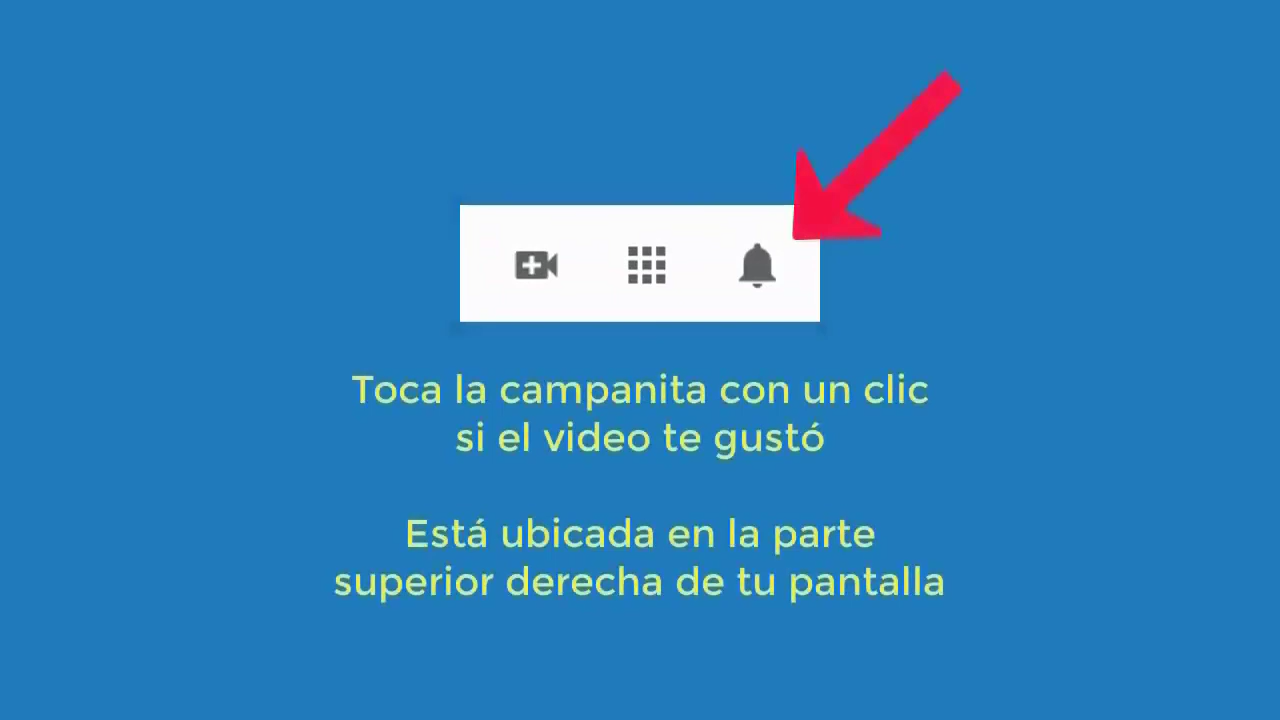 Toca la campanita con un clic
si el video te gustó
Está ubicada en la parte
superior derecha de tu pantalla